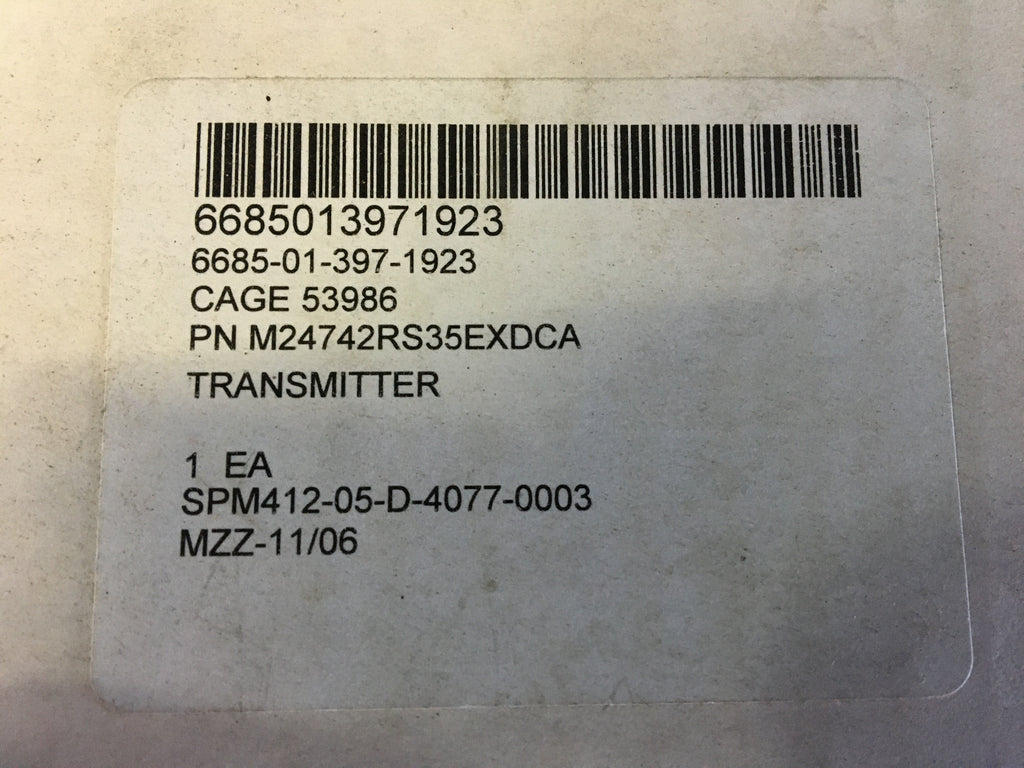 6685013971923
6685-01-397-1923
CAGE 53986
PN M24742RS35EXDCA
TRANSMITTER
1 EA
SPM412-05-D-4077-0003
MZZ-11/06